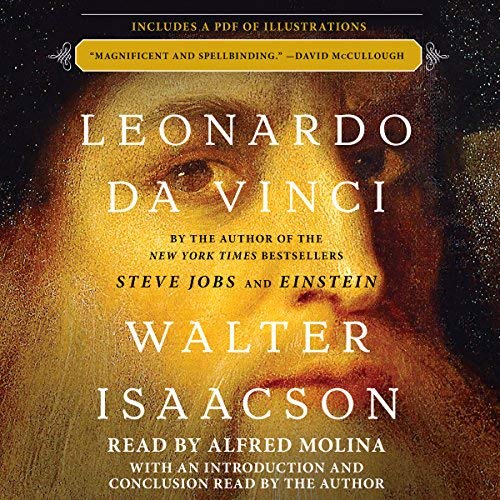 INCLUDES A PDF OF ILLUSTRATIONS
“MAGNIFICENT AND SPELLBINDING.” —DAVID McCULLOUGH
LEONARDO
DA VINCI
BY THE AUTHOR OF THE
NEW YORK TIMES BESTSELLERS
STEVE JOBS AND EINSTEIN
WALTER
ISAACSON
READ BY ALFRED MOLINA
WITH AN INTRODUCTION AND
CONCLUSION READ BY THE AUTHOR